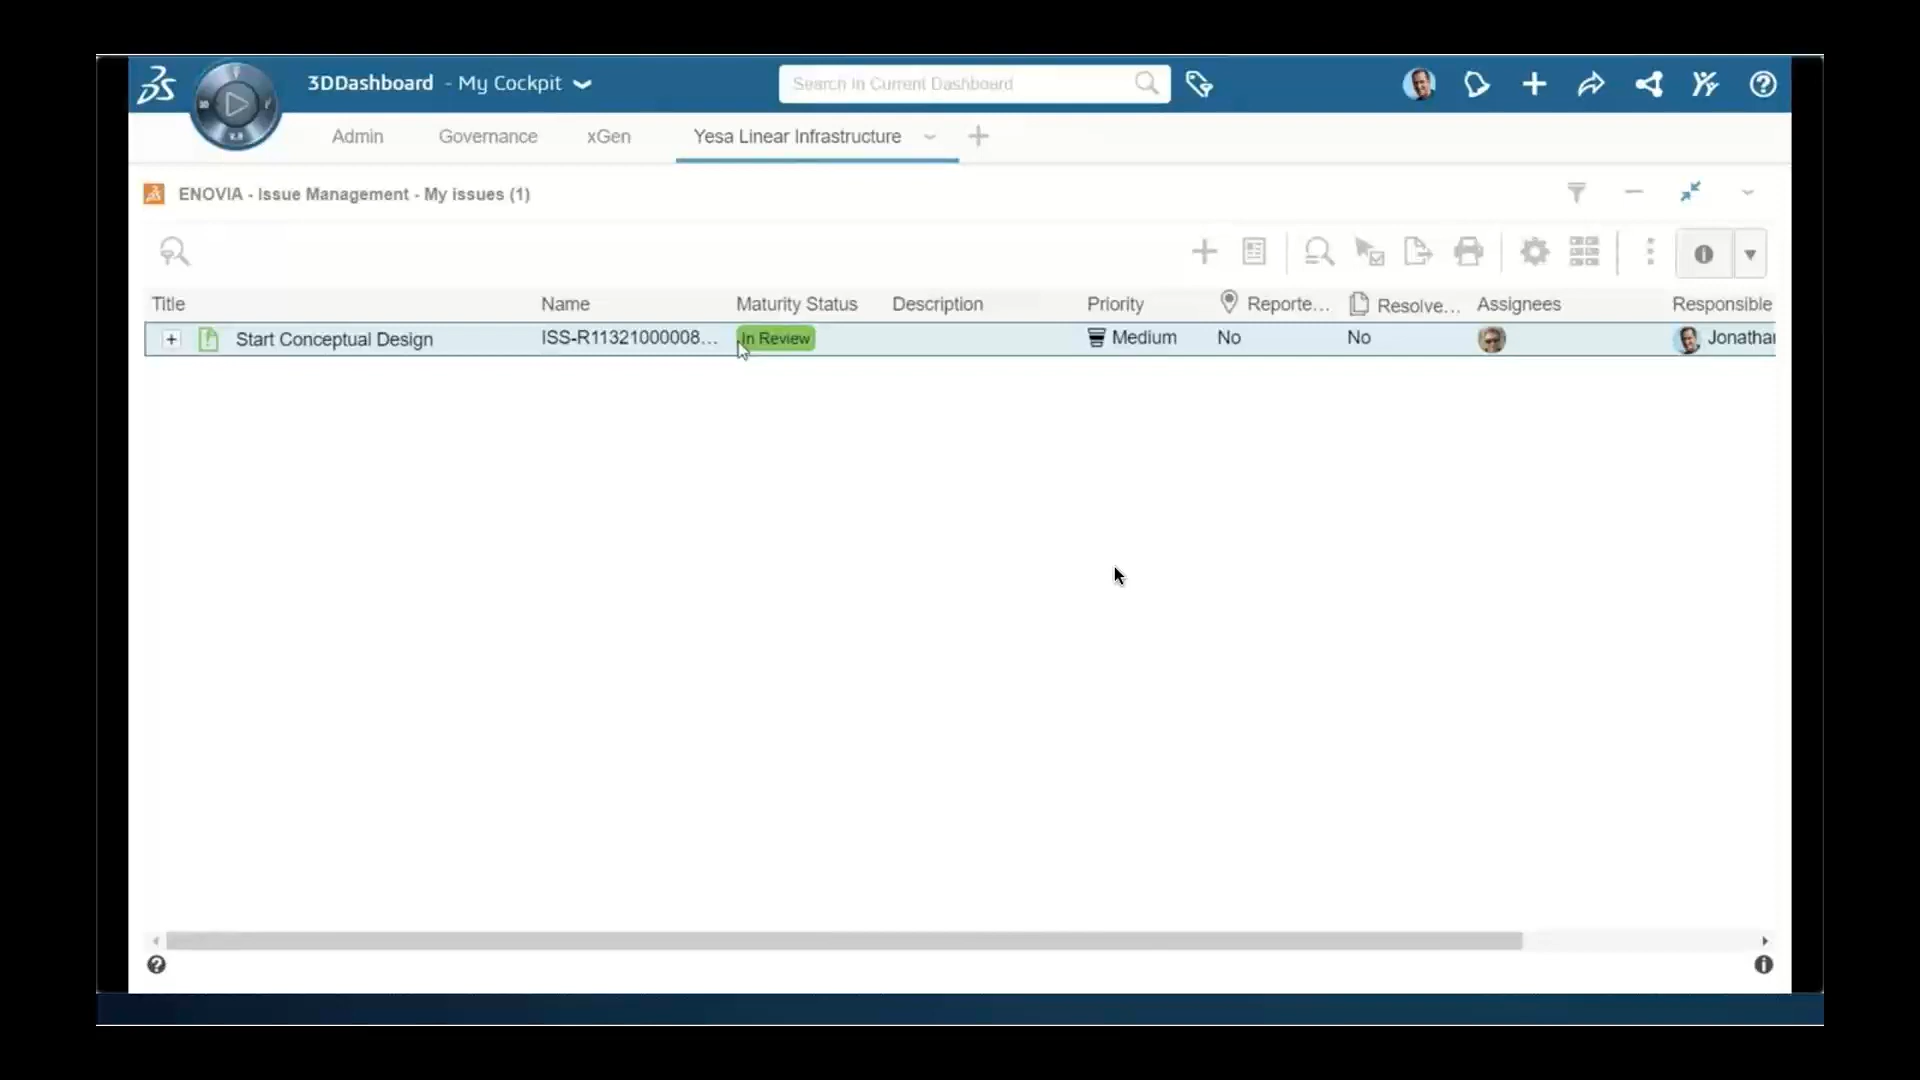 3DDashboard - My Cockpit
Search In Current Dashboard
Admin Governance xGen Yesa Linear Infrastructure
ENOVIA - Issue Management - My issues (1)
Title Name Maturity Status Description Priority Reporte... Resolve... Assignees Responsible
Start Conceptual Design ISS-R11321000008... In Review Medium No No Jonathan